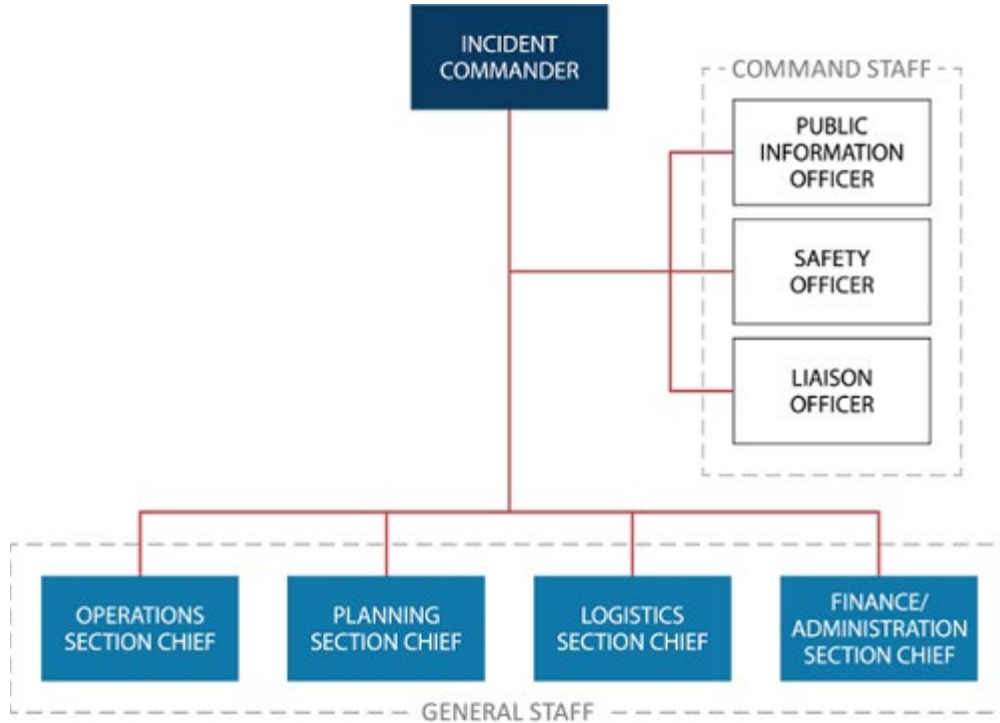 INCIDENT
COMMANDER
COMMAND STAFF
PUBLIC
INFORMATION
OFFICER
SAFETY
OFFICER
LIAISON
OFFICER
OPERATIONS
SECTION CHIEF
PLANNING
SECTION CHIEF
LOGISTICS
SECTION CHIEF
FINANCE/
ADMINISTRATION
SECTION CHIEF
GENERAL STAFF